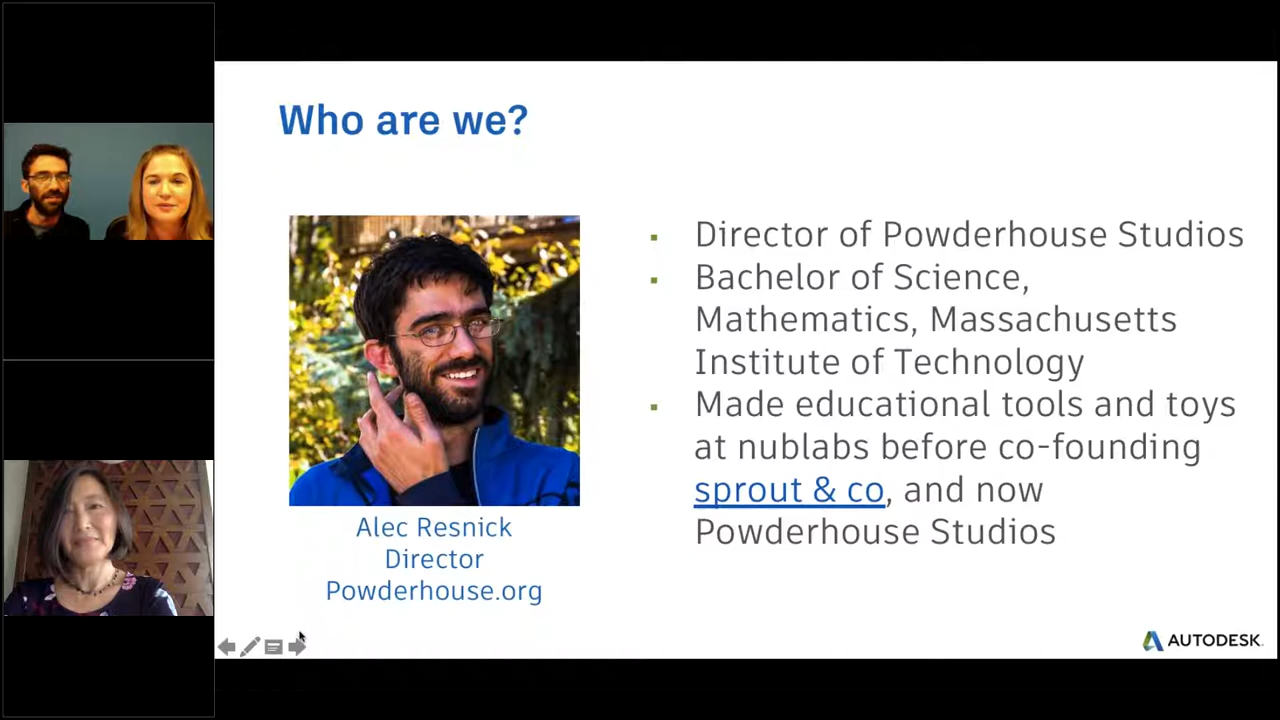 Who are we?
Director of Powderhouse Studios
Bachelor of Science,
Mathematics, Massachusetts
Institute of Technology
Made educational tools and toys
at nublabs before co-founding
sprout & co, and now
Powderhouse Studios
Alec Resnick
Director
Powderhouse.org
AUTODESK